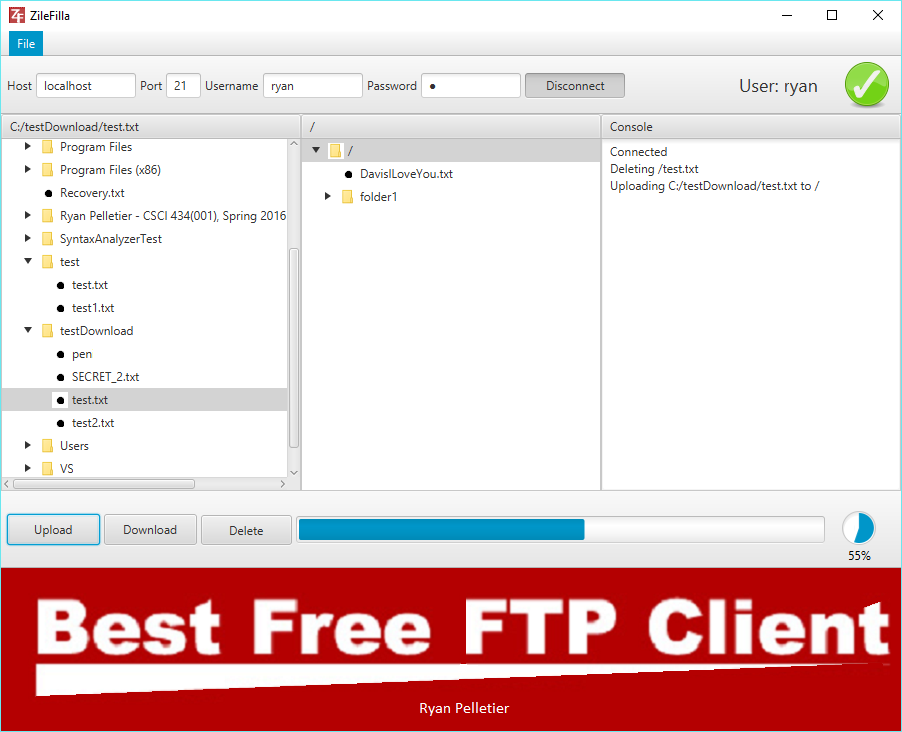 ZF ZileFilla
File
Host localhost Port 21 Username ryan Password ● Disconnect User: ryan
C:/testDownload/test.txt
Program Files
Program Files (x86)
Recovery.txt
Ryan Pelletier - CSCI 434(001), Spring 2016
SyntaxAnalyzerTest
test
test.txt
test1.txt
testDownload
pen
SECRET_2.txt
test.txt
test2.txt
Users
VS
/
/
DavisILoveYou.txt
folder1
Console
Connected
Deleting /test.txt
Uploading C:/testDownload/test.txt to /
Upload Download Delete
55%
Best Free FTP Client
Ryan Pelletier